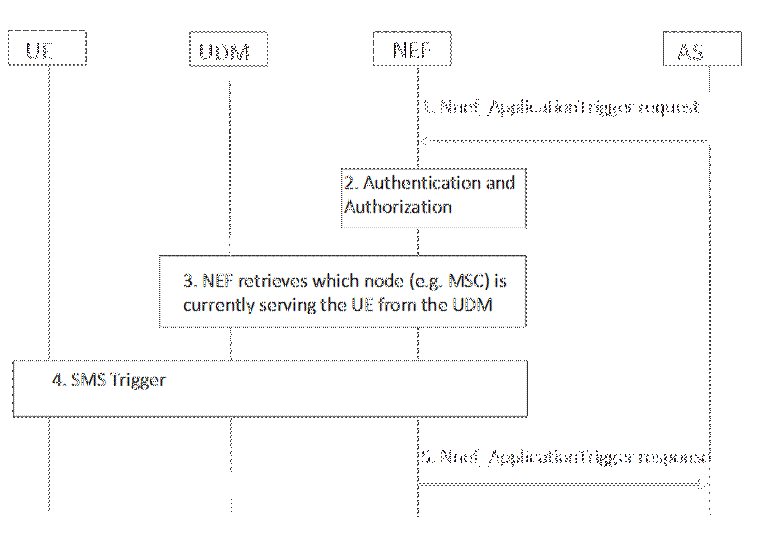 UE
UDM
NEF
AS
1. Nnef_ApplicationTrigger request
2. Authentication and
Authorization
3. NEF retrieves which node (e.g. MSC) is
currently serving the UE from the UDM
4. SMS Trigger
5. Nnef_ApplicationTrigger response